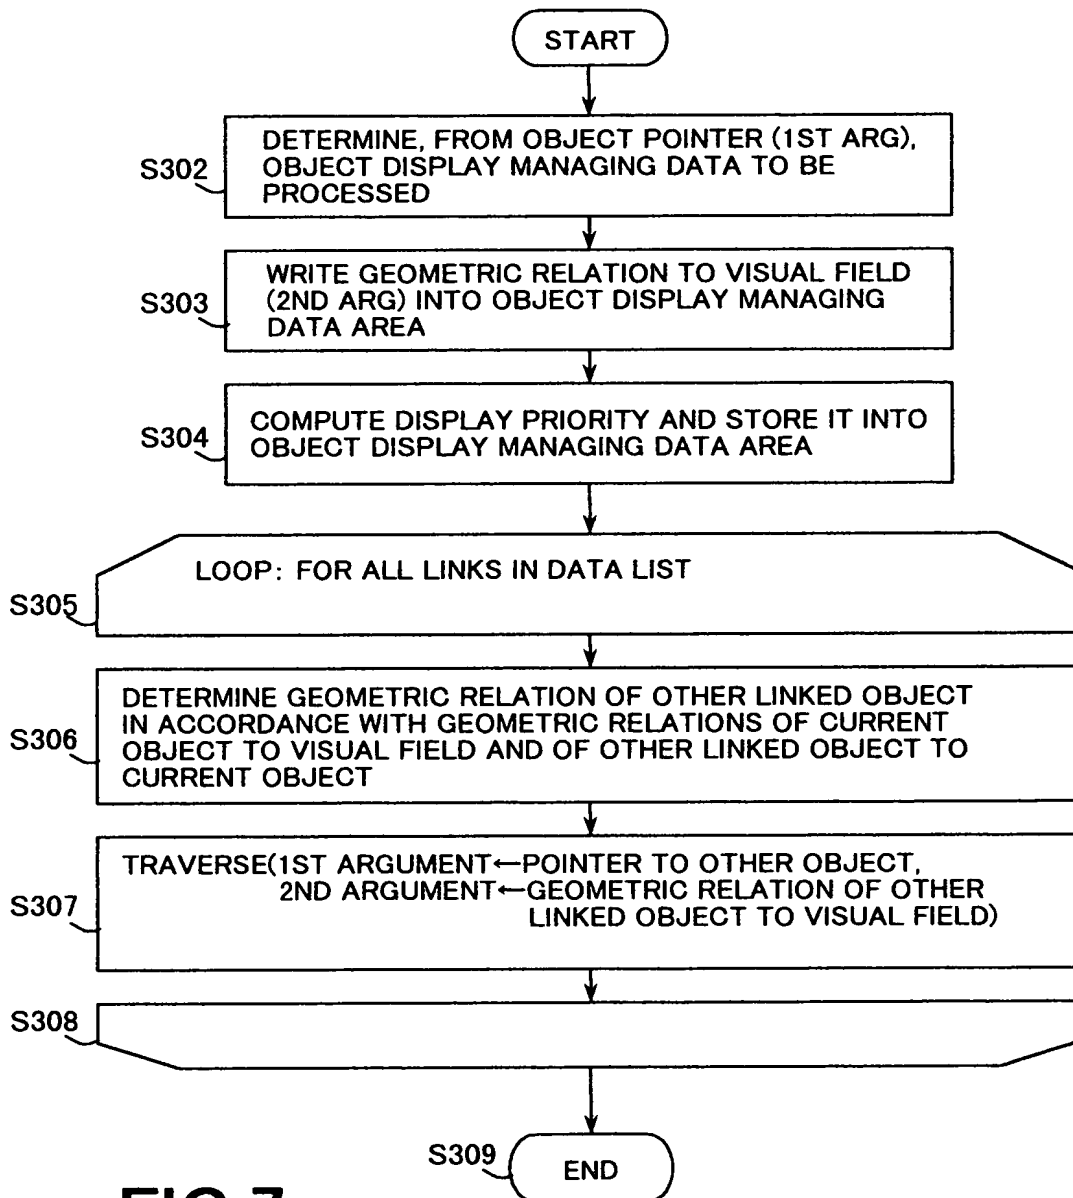 START
S302
DETERMINE, FROM OBJECT POINTER (1ST ARG),
OBJECT DISPLAY MANAGING DATA TO BE
PROCESSED
S303
WRITE GEOMETRIC RELATION TO VISUAL FIELD
(2ND ARG) INTO OBJECT DISPLAY MANAGING
DATA AREA
S304
COMPUTE DISPLAY PRIORITY AND STORE IT INTO
OBJECT DISPLAY MANAGING DATA AREA
LOOP: FOR ALL LINKS IN DATA LIST
S305
S306
DETERMINE GEOMETRIC RELATION OF OTHER LINKED OBJECT
IN ACCORDANCE WITH GEOMETRIC RELATIONS OF CURRENT
OBJECT TO VISUAL FIELD AND OF OTHER LINKED OBJECT TO
CURRENT OBJECT
S307
TRAVERSE(1ST ARGUMENT←POINTER TO OTHER OBJECT,
2ND ARGUMENT←GEOMETRIC RELATION OF OTHER
LINKED OBJECT TO VISUAL FIELD)
S308
S309
END
FIG.7